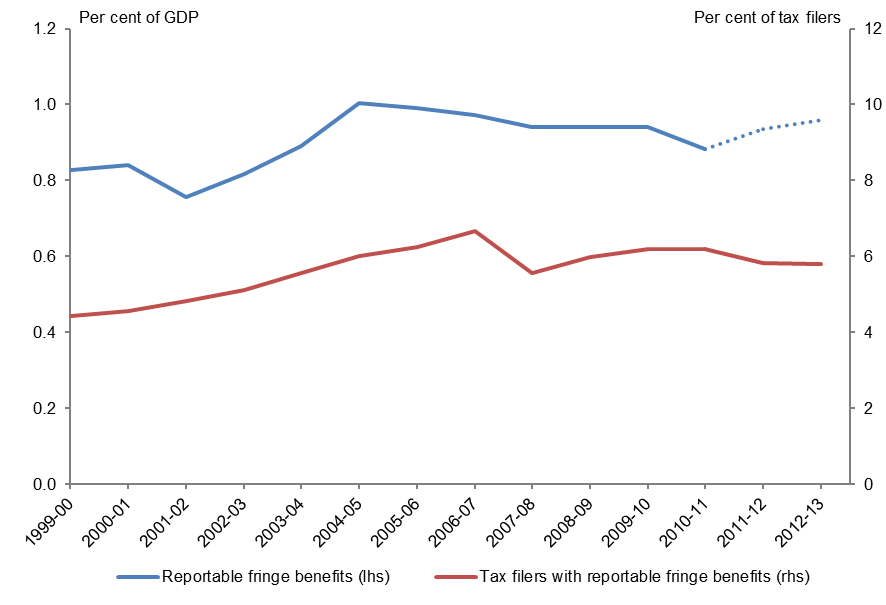 Per cent of GDP Per cent of tax filers
1.2 12
1.0 10
0.8 8
0.6 6
0.4 4
0.2 2
0.0 0
1999-00 2000-01 2001-02 2002-03 2003-04 2004-05 2005-06 2006-07 2007-08 2008-09 2009-10 2010-11 2011-12 2012-13
Reportable fringe benefits (lhs) Tax filers with reportable fringe benefits (rhs)